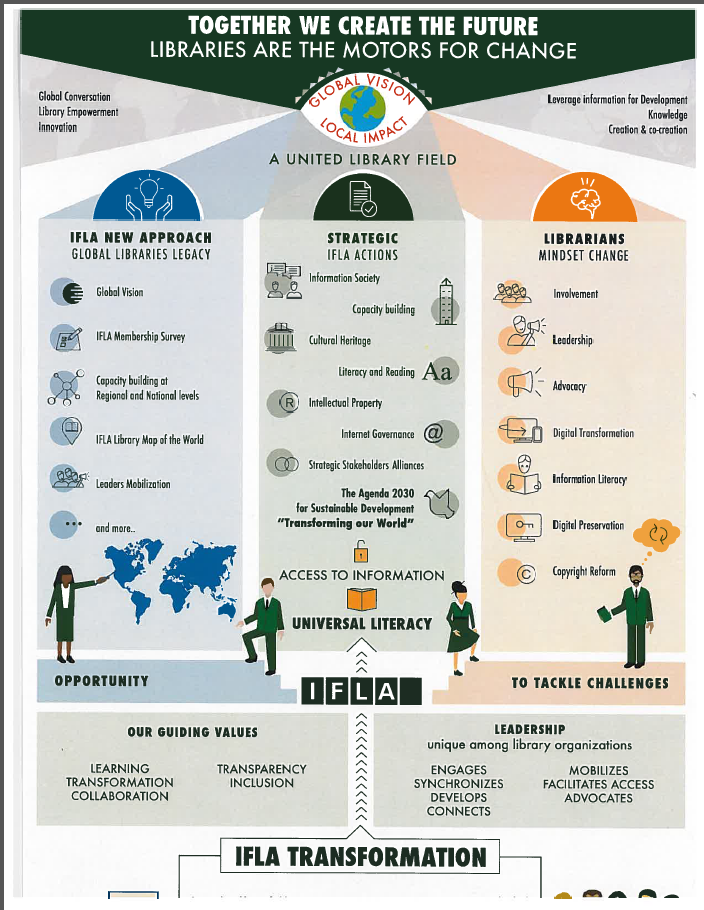 TOGETHER WE CREATE THE FUTURE
LIBRARIES ARE THE MOTORS FOR CHANGE
Global Conversation
Library Empowerment
Innovation
GLOBAL VISION
LOCAL IMPACT
Leverage information for Development
Knowledge
Creation & co-creation
A UNITED LIBRARY FIELD
IFLA NEW APPROACH
GLOBAL LIBRARIES LEGACY
Global Vision
IFLA Membership Survey
Capacity building at
Regional and National levels
IFLA Library Map of the World
Leaders Mobilization
and more..
STRATEGIC
IFLA ACTIONS
Information Society
Capacity building
Cultural Heritage
Literacy and Reading
Aa
Intellectual Property
R
Internet Governance
@
Strategic Stakeholders Alliances
The Agenda 2030
for Sustainable Development
"Transforming our World"
ACCESS TO INFORMATION
UNIVERSAL LITERACY
LIBRARIANS
MINDSET CHANGE
Involvement
Leadership
Advocacy
Digital Transformation
Information Literacy
Digital Preservation
C
Copyright Reform
OPPORTUNITY
IFLA
TO TACKLE CHALLENGES
OUR GUIDING VALUES
LEARNING
TRANSFORMATION
COLLABORATION
TRANSPARENCY
INCLUSION
LEADERSHIP
unique among library organizations
ENGAGES
SYNCHRONIZES
DEVELOPS
CONNECTS
MOBILIZES
FACILITATES ACCESS
ADVOCATES
IFLA TRANSFORMATION